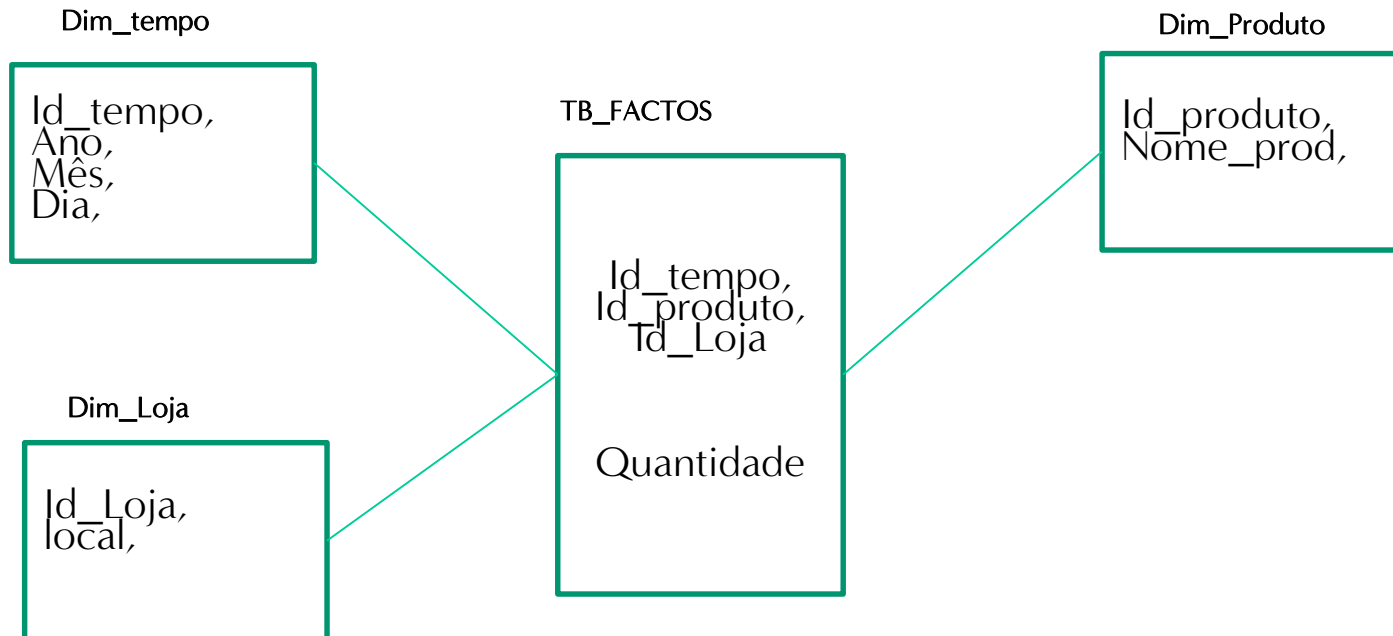 Dim_tempo
Id_tempo,
Ano,
Mês,
Dia,
TB_FACTOS
Id_tempo,
Id_produto,
Id_Loja
Quantidade
Dim_Produto
Id_produto,
Nome_prod,
Dim_Loja
Id_Loja,
local,